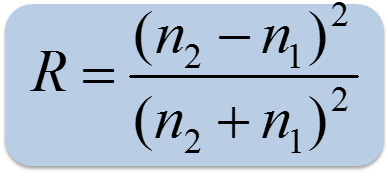 R = (n₂ − n₁)² / (n₂ + n₁)²